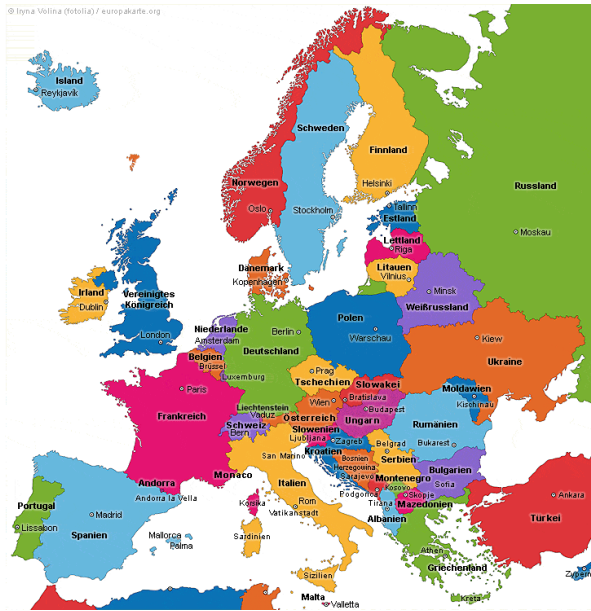 © Iryna Volina (fotolia) / europakarte.org
Island
Reykjavík
Schweden
Finnland
Helsinki
Norwegen
Oslo
Stockholm
Russland
Moskau
Tallinn
Estland
Lettland
Riga
Litauen
Vilnius
Dänemark
Kopenhagen
Minsk
Weißrussland
Irland
Dublin
Vereinigtes
Königreich
London
Niederlande
Amsterdam
Berlin
Deutschland
Polen
Warschau
Kiew
Ukraine
Belgien
Brüssel
Luxemburg
Prag
Tschechien
Slowakei
Bratislava
Moldawien
Kischinau
Paris
Frankreich
Liechtenstein
Vaduz
Wien
Österreich
Budapest
Ungarn
Rumänien
Bukarest
Schweiz
Bern
Slowenien
Ljubljana
Zagreb
Kroatien
Belgrad
Serbien
Bosnien
Herzegowina
Sarajevo
Montenegro
Kosovo
Bulgarien
Sofia
Monaco
San Marino
Italien
Andorra
Andorra la Vella
Korsika
Rom
Vatikanstadt
Podgorica
Tirana
Skopje
Mazedonien
Albanien
Ankara
Türkei
Portugal
Lissabon
Madrid
Spanien
Mallorca
Palma
Sardinien
Athen
Griechenland
Sizilien
Malta
Valletta
Kreta
Zypern